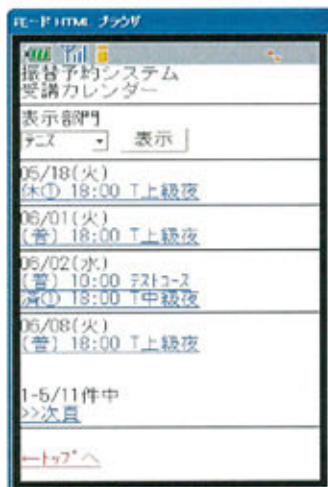 iモード HTML ブラウザ
振替予約システム
受講カレンダー
表示部門
テニス 表示
05/18(火)
休① 18:00 T上級夜
06/01(火)
(普) 18:00 T上級夜
06/02(水)
(普) 10:00 テストコース
済① 18:00 T中級夜
06/08(火)
(普) 18:00 T上級夜
1-5/11件中
>>次頁
←トップへ